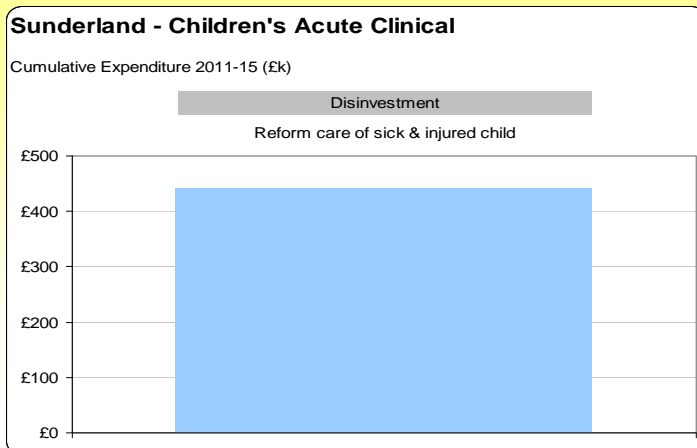 Sunderland - Children's Acute Clinical
Cumulative Expenditure 2011-15 (£k)
Disinvestment
Reform care of sick & injured child
£500
£400
£300
£200
£100
£0